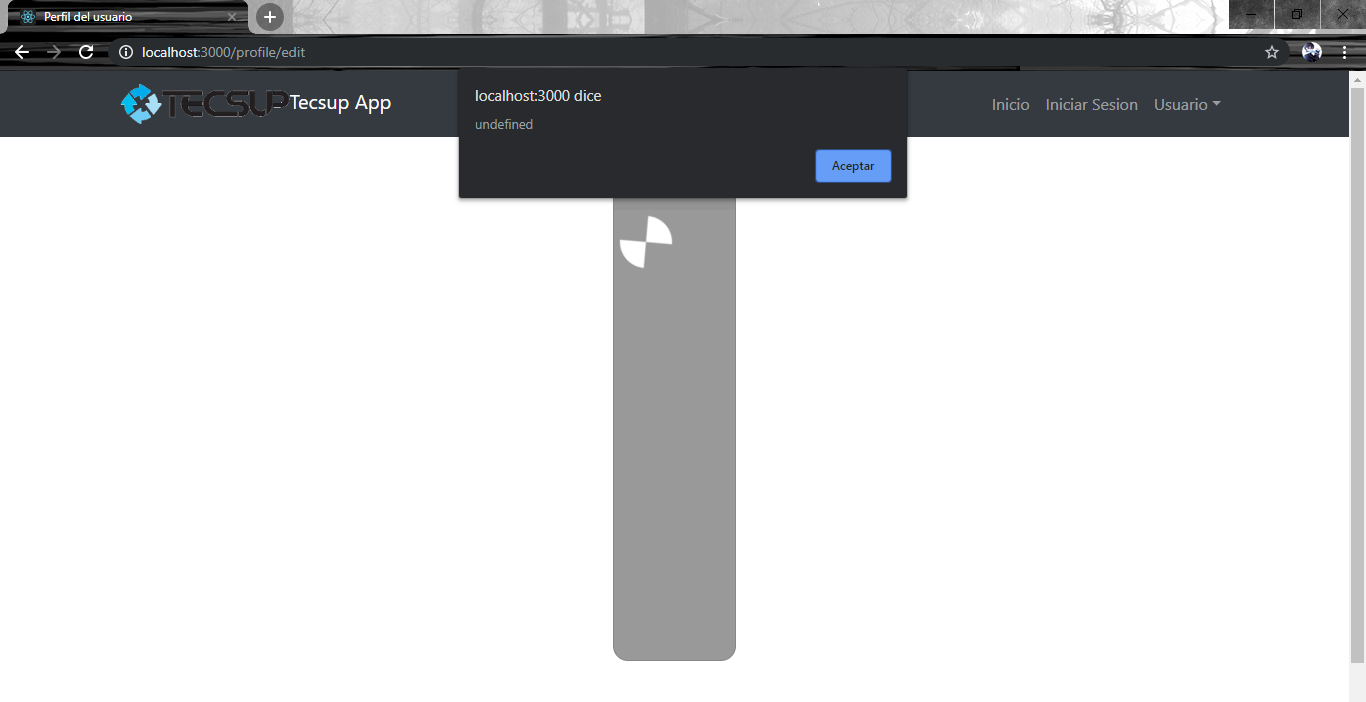 Perfil del usuario
localhost:3000/profile/edit
TECSUP Tecsup App
localhost:3000 dice
undefined
Aceptar
Inicio Iniciar Sesion Usuario